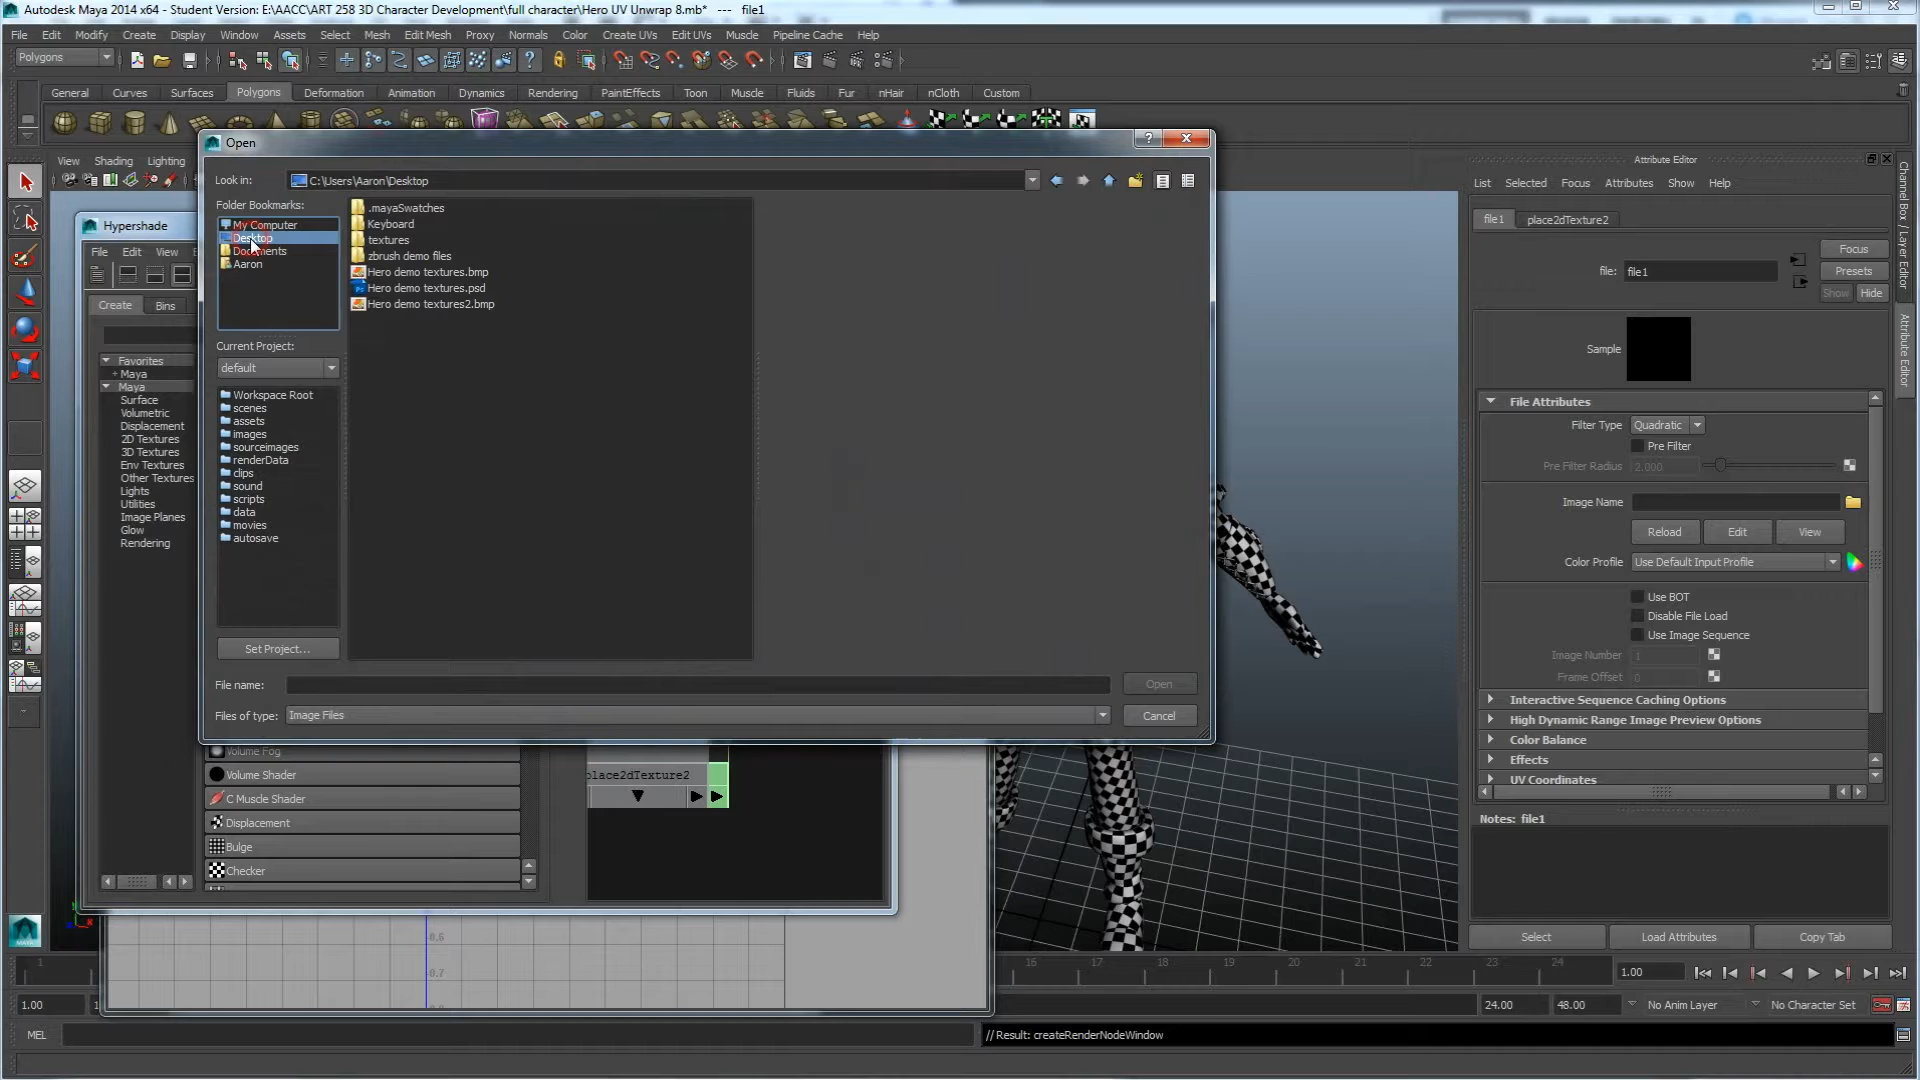 Autodesk Maya 2014 x64 - Student Version: E:\AACC\ART 258 3D Character Development\full character\Hero UV Unwrap 8.mb*  ---  file1
File Edit Modify Create Display Window Assets Select Mesh Edit Mesh Proxy Normals Color Create UVs Edit UVs Muscle Pipeline Cache Help
Polygons
General Curves Surfaces Polygons Deformation Animation Dynamics Rendering PaintEffects Toon Muscle Fluids Fur nHair nCloth Custom
View Shading Lighting
Open
Look in: C:\Users\Aaron\Desktop
Folder Bookmarks:
My Computer
Desktop
Documents
Aaron
.mayaSwatches
Keyboard
textures
zbrush demo files
Hero demo textures.bmp
Hero demo textures.psd
Hero demo textures2.bmp
Current Project:
default
Workspace Root
scenes
assets
images
sourceimages
renderData
clips
sound
scripts
data
movies
autosave
Set Project...
File name:
Open
Files of type: Image Files
Cancel
Hypershade
File Edit View
Create Bins
Favorites
+ Maya
Maya
Surface
Volumetric
Displacement
2D Textures
3D Textures
Env Textures
Other Textures
Lights
Utilities
Image Planes
Glow
Rendering
Volume Fog
Volume Shader
C Muscle Shader
Displacement
Bulge
Checker
place2dTexture2
0.6
0.7
Attribute Editor
List Selected Focus Attributes Show Help
file1 place2dTexture2
file: file1
Focus
Presets
Show Hide
Sample
File Attributes
Filter Type Quadratic
Pre Filter
Pre Filter Radius 2.000
Image Name
Reload Edit View
Color Profile Use Default Input Profile
Use BOT
Disable File Load
Use Image Sequence
Image Number 1
Frame Offset 0
Interactive Sequence Caching Options
High Dynamic Range Image Preview Options
Color Balance
Effects
UV Coordinates
Notes: file1
Select Load Attributes Copy Tab
Channel Box / Layer Editor
Attribute Editor
1 16 17 18 19 20 21 22 23 24 1.00
1.00 24.00 48.00 No Anim Layer No Character Set
MEL // Result: createRenderNodeWindow